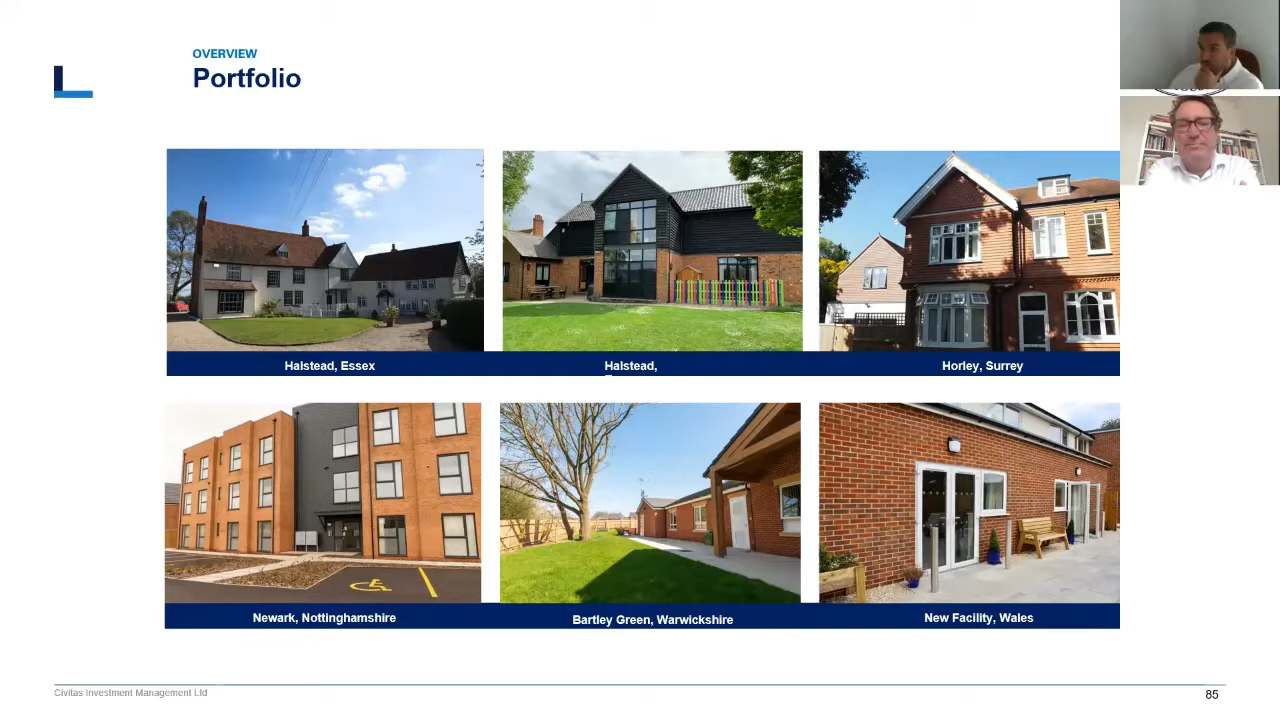 OVERVIEW
Portfolio
Halstead, Essex
Halstead,
Horley, Surrey
Newark, Nottinghamshire
Bartley Green, Warwickshire
New Facility, Wales
Civitas Investment Management Ltd
85